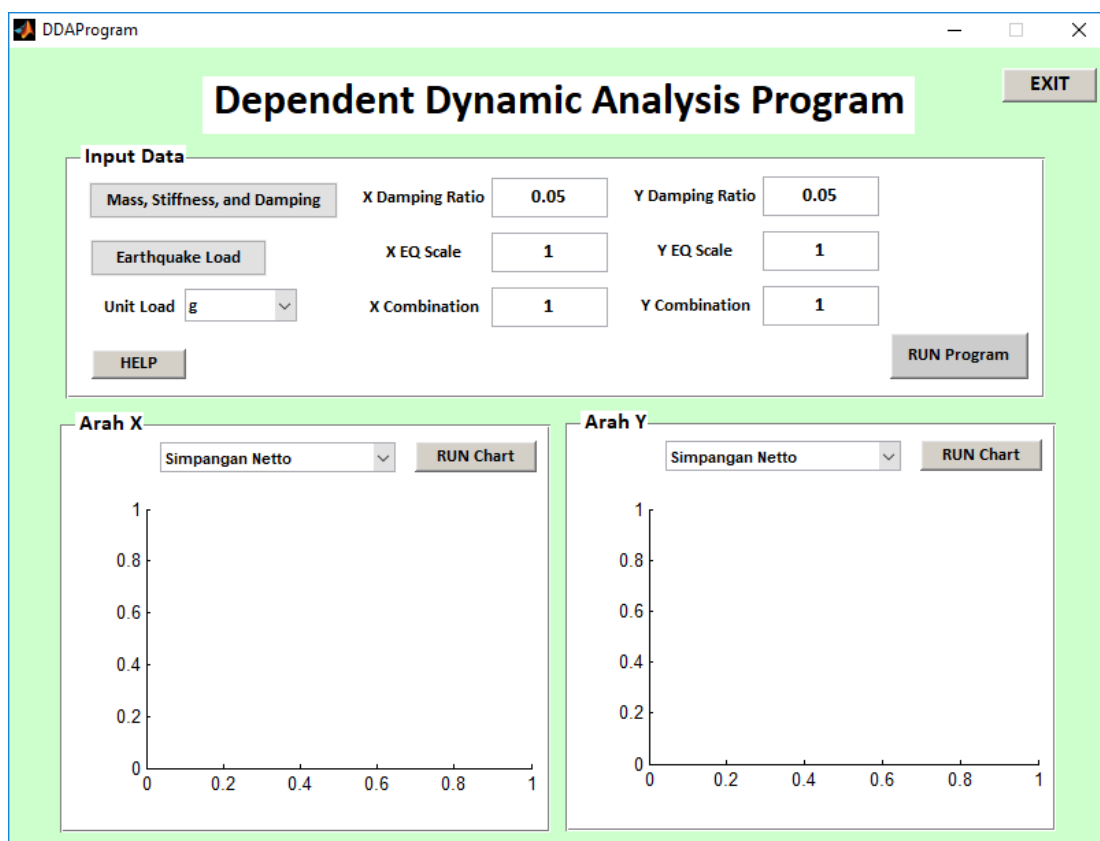 DDAProgram
EXIT
Dependent Dynamic Analysis Program
Input Data
Mass, Stiffness, and Damping
X Damping Ratio
0.05
Y Damping Ratio
0.05
Earthquake Load
X EQ Scale
1
Y EQ Scale
1
Unit Load
g
X Combination
1
Y Combination
1
HELP
RUN Program
Arah X
Simpangan Netto
RUN Chart
1
0.8
0.6
0.4
0.2
0
0 0.2 0.4 0.6 0.8 1
Arah Y
Simpangan Netto
RUN Chart
1
0.8
0.6
0.4
0.2
0
0 0.2 0.4 0.6 0.8 1